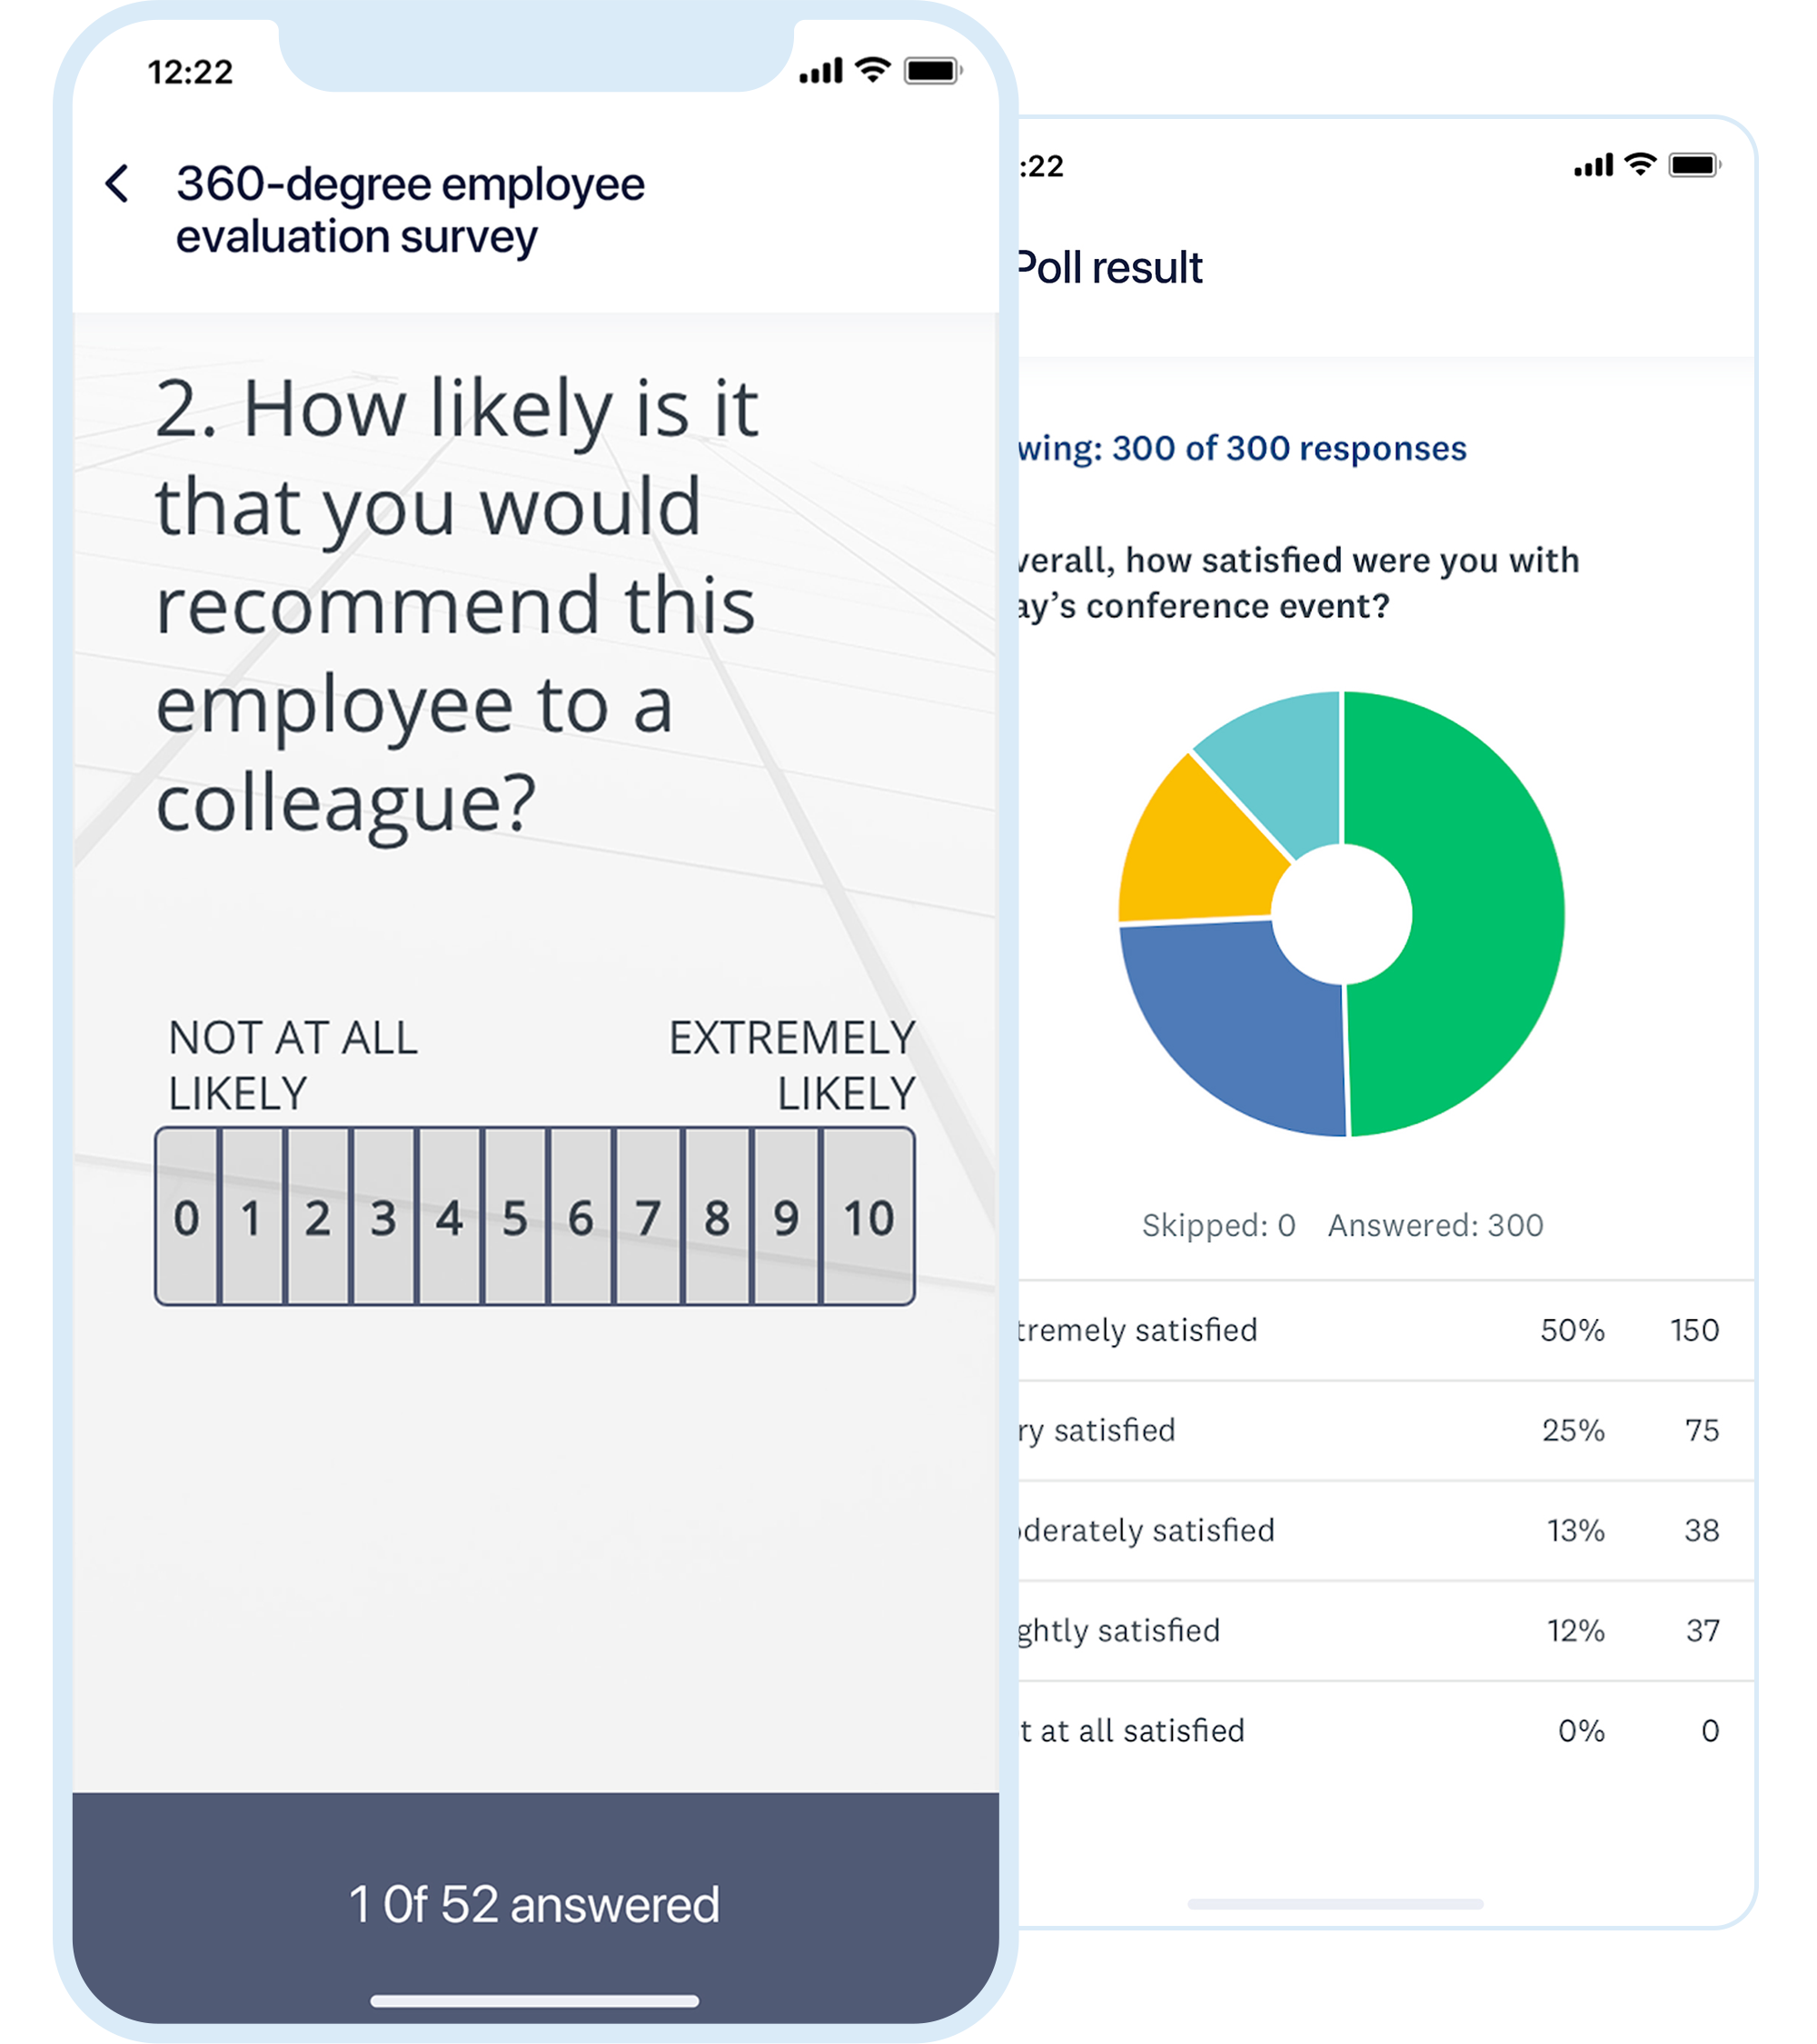 12:22
360-degree employee
evaluation survey
2. How likely is it
that you would
recommend this
employee to a
colleague?
NOT AT ALL
LIKELY
EXTREMELY
LIKELY
0 1 2 3 4 5 6 7 8 9 10
1 Of 52 answered
:22
Poll result
wing: 300 of 300 responses
verall, how satisfied were you with
ay’s conference event?
Skipped: 0 Answered: 300
tremely satisfied 50% 150
ry satisfied 25% 75
oderately satisfied 13% 38
ghtly satisfied 12% 37
t at all satisfied 0% 0